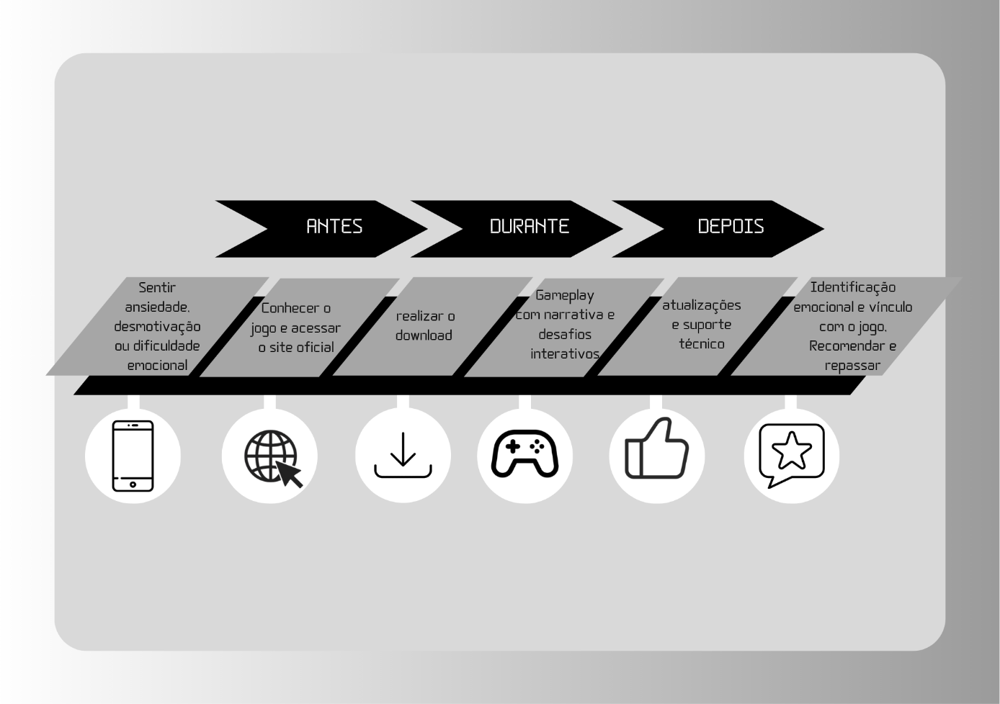 ANTES
DURANTE
DEPOIS
Sentir
ansiedade,
desmotivação
ou dificuldade
emocional
Conhecer o
jogo e acessar
o site oficial
realizar o
download
Gameplay
com narrativa e
desafios
interativos
atualizações
e suporte
técnico
Identificação
emocional e vínculo
com o jogo.
Recomendar e
repassar